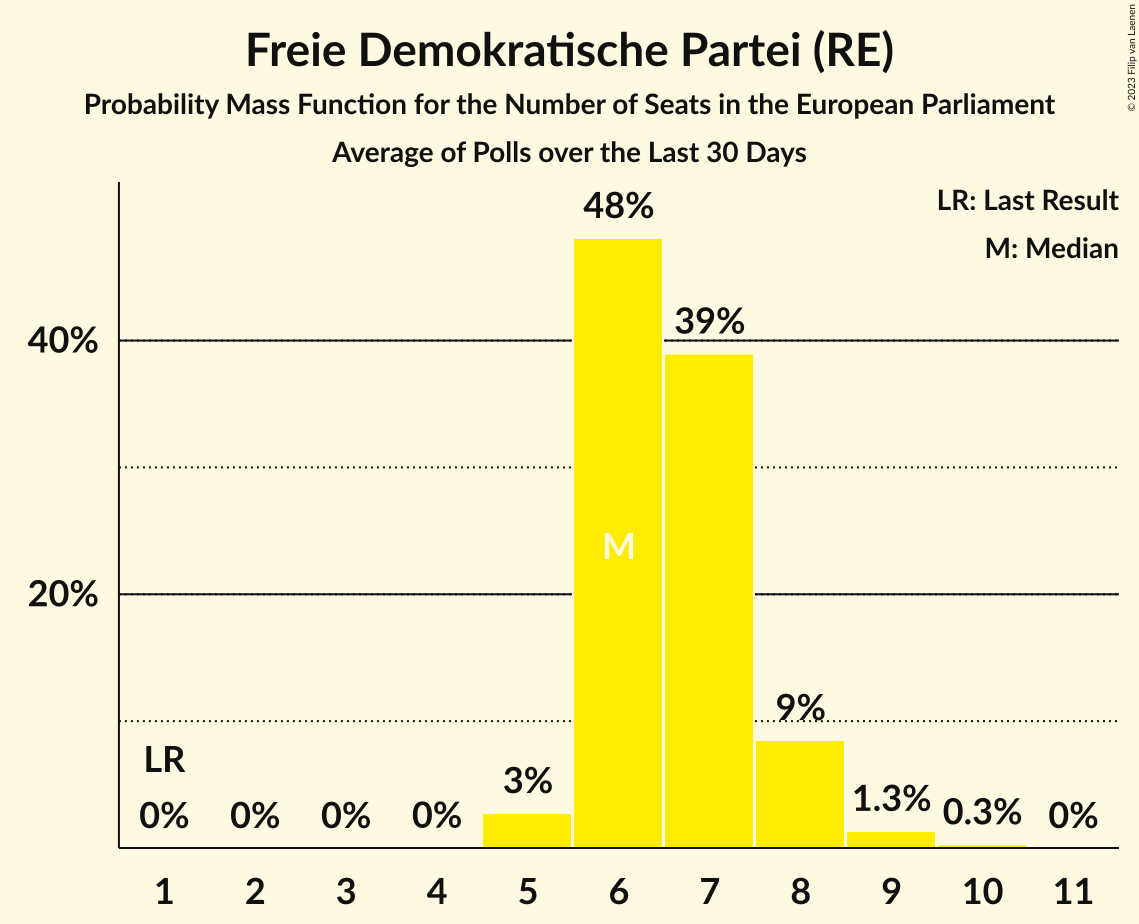 Freie Demokratische Partei (RE)
Probability Mass Function for the Number of Seats in the European Parliament
Average of Polls over the Last 30 Days
© 2023 Filip van Laenen
LR: Last Result
M: Median
48%
39%
40%
M
20%
9%
LR
3%
1.3%
0.3%
0% 0% 0% 0% 0%
1 2 3 4 5 6 7 8 9 10 11